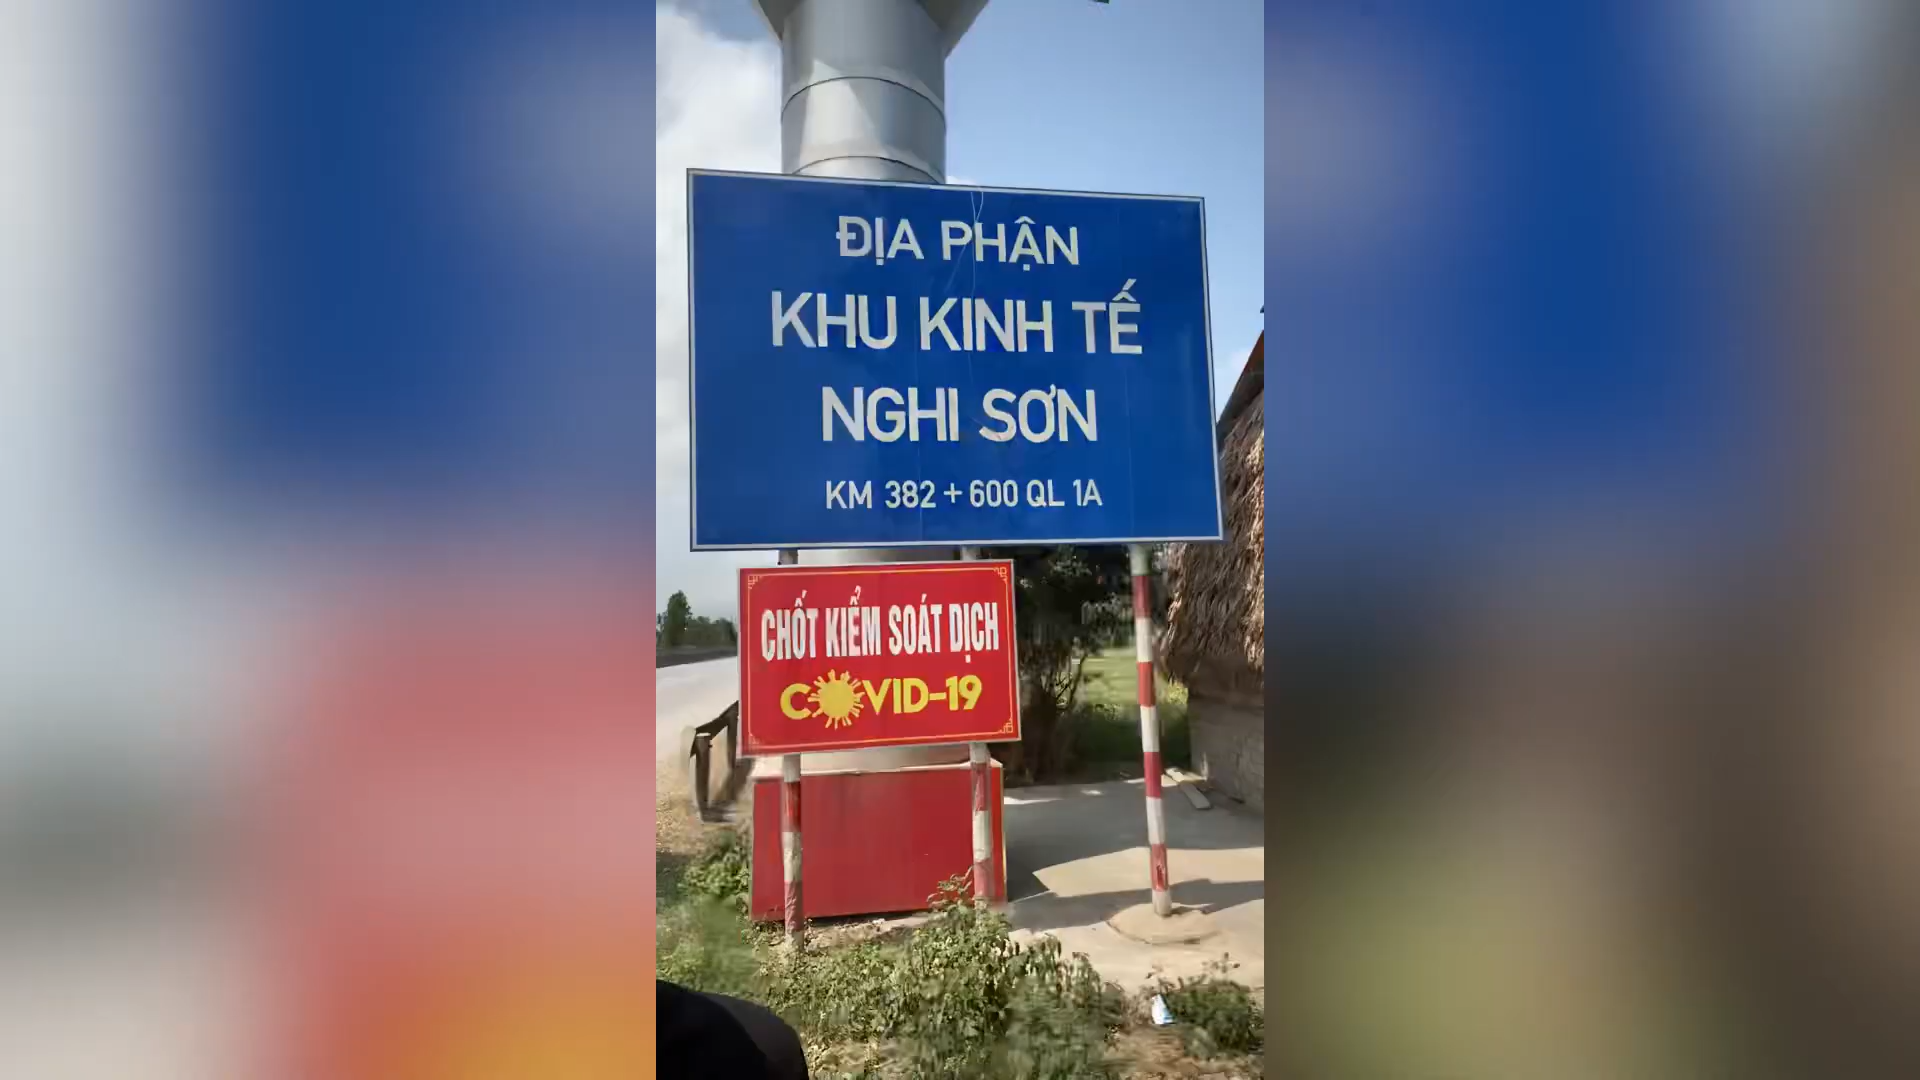 ĐỊA PHẬN
KHU KINH TẾ
NGHI SƠN
KM 382 + 600 QL 1A
CHỐT KIỂM SOÁT DỊCH
COVID-19